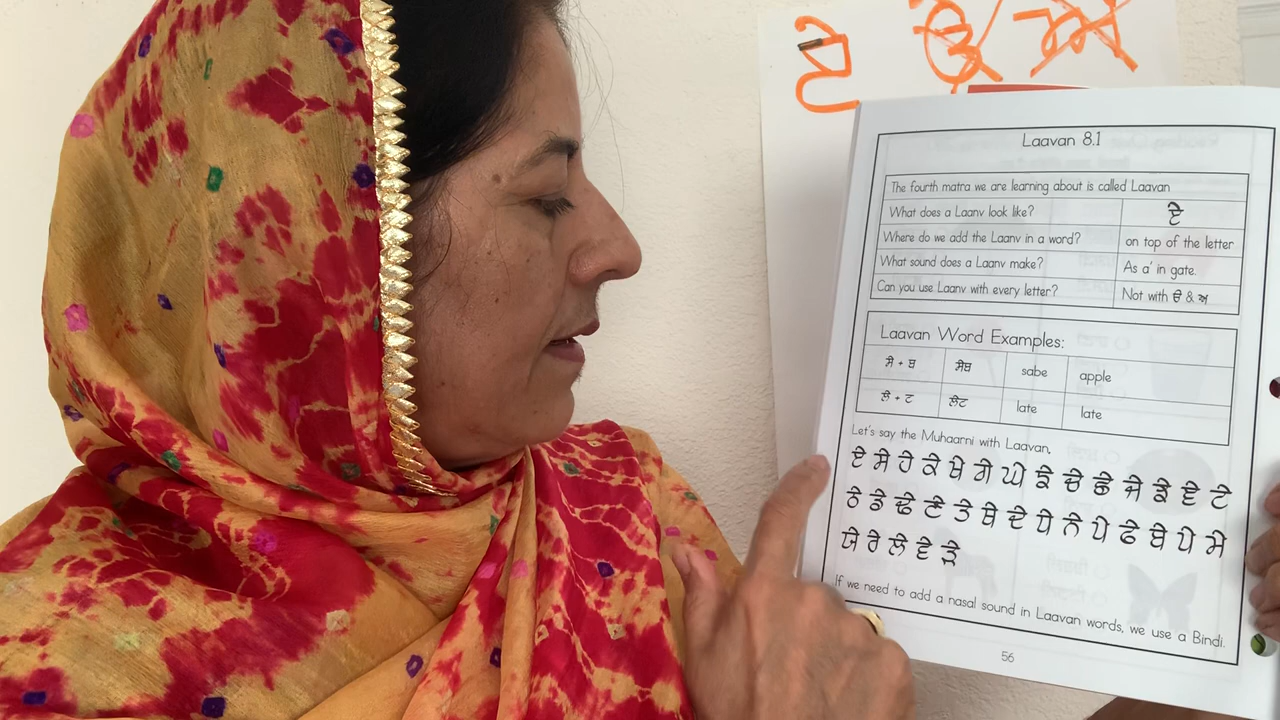 ੲ ੳ ਅ
Laavan 8.1
The fourth matra we are learning about is called Laavan
What does a Laanv look like? ਏ
Where do we add the Laanv in a word? on top of the letter
What sound does a Laanv make? As a' in gate.
Can you use Laanv with every letter? Not with ੳ & ਅ
Laavan Word Examples:
ਸੇ + ਬ ਸੇਬ sabe apple
ਲੇ + ਟ ਲੇਟ late late
Let's say the Muhaarni with Laavan.
ਏ ਸੇ ਹੇ ਕੇ ਖੇ ਗੇ ਘੇ ਙੇ ਚੇ ਛੇ ਜੇ ਝੇ ਞੇ ਟੇ
ਠੇ ਡੇ ਢੇ ਣੇ ਤੇ ਥੇ ਦੇ ਧੇ ਨੇ ਪੇ ਫੇ ਬੇ ਭੇ ਮੇ
ਯੇ ਰੇ ਲੇ ਵੇ ੜੇ
If we need to add a nasal sound in Laavan words, we use a Bindi.
56